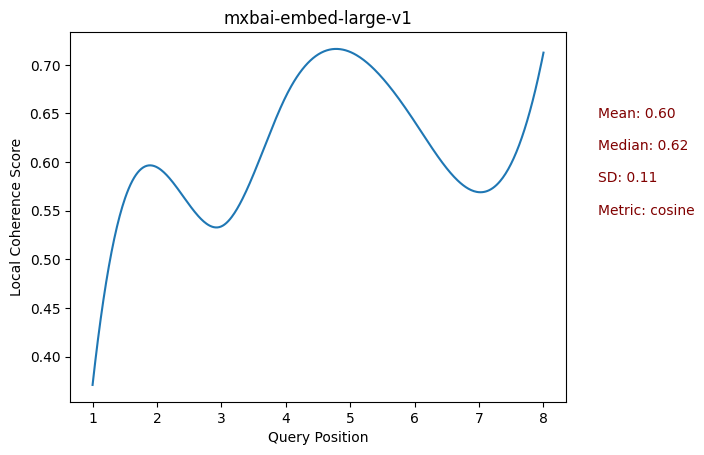 mxbai-embed-large-v1
Local Coherence Score
0.70
0.65
0.60
0.55
0.50
0.45
0.40
1 2 3 4 5 6 7 8
Query Position
Mean: 0.60
Median: 0.62
SD: 0.11
Metric: cosine